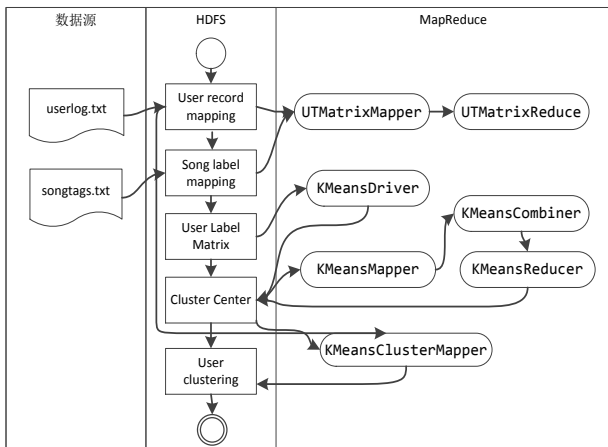 数据源
HDFS
MapReduce
userlog.txt
User record
mapping
UTMatrixMapper
UTMatrixReduce
songtags.txt
Song label
mapping
KMeansDriver
User Label
Matrix
KMeansCombiner
KMeansMapper
KMeansReducer
Cluster Center
KMeansClusterMapper
User
clustering